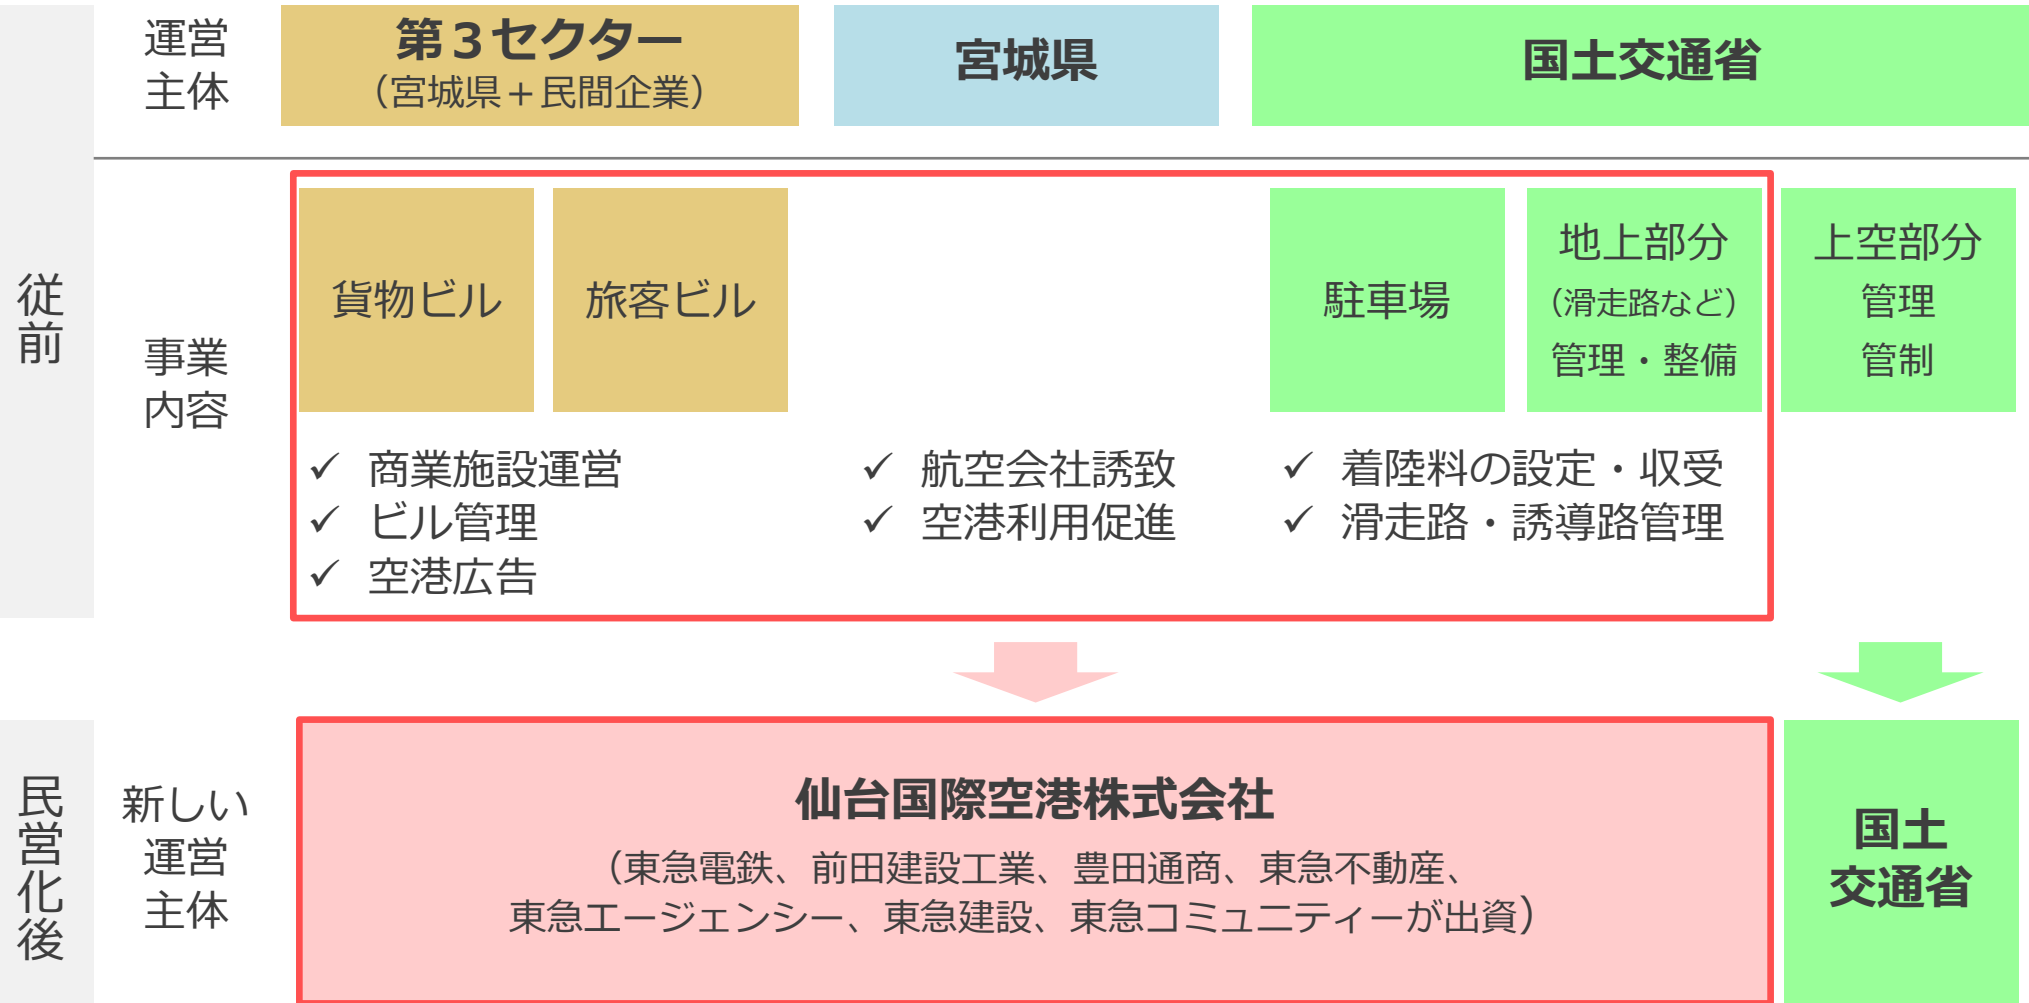 従前
運営
主体
第３セクター
（宮城県＋民間企業）
宮城県
国土交通省
事業
内容
貨物ビル
旅客ビル
駐車場
地上部分
（滑走路など）
管理・整備
上空部分
管理
管制
✓ 商業施設運営
✓ ビル管理
✓ 空港広告
✓ 航空会社誘致
✓ 空港利用促進
✓ 着陸料の設定・収受
✓ 滑走路・誘導路管理
民営化後
新しい
運営
主体
仙台国際空港株式会社
（東急電鉄、前田建設工業、豊田通商、東急不動産、
東急エージェンシー、東急建設、東急コミュニティーが出資）
国土
交通省